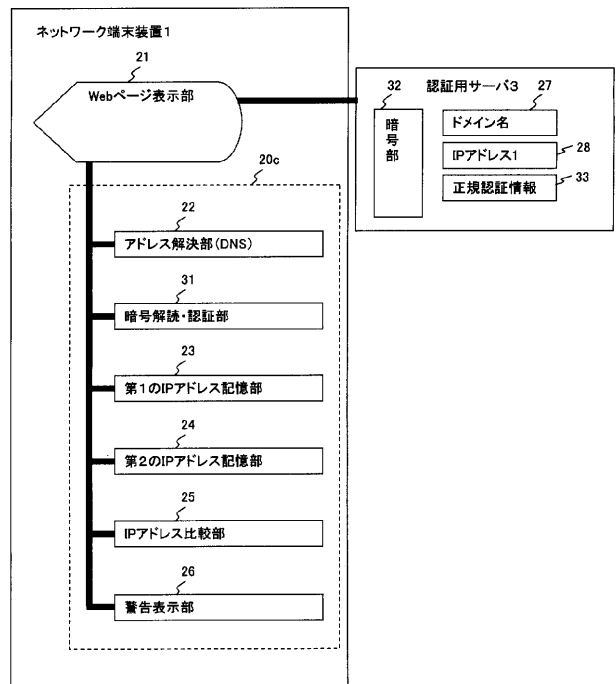 ネットワーク端末装置1
21
Webページ表示部
20c
22
アドレス解決部(DNS)
31
暗号解読・認証部
23
第1のIPアドレス記憶部
24
第2のIPアドレス記憶部
25
IPアドレス比較部
26
警告表示部
認証用サーバ3
32
暗号部
27
ドメイン名
28
IPアドレス1
33
正規認証情報